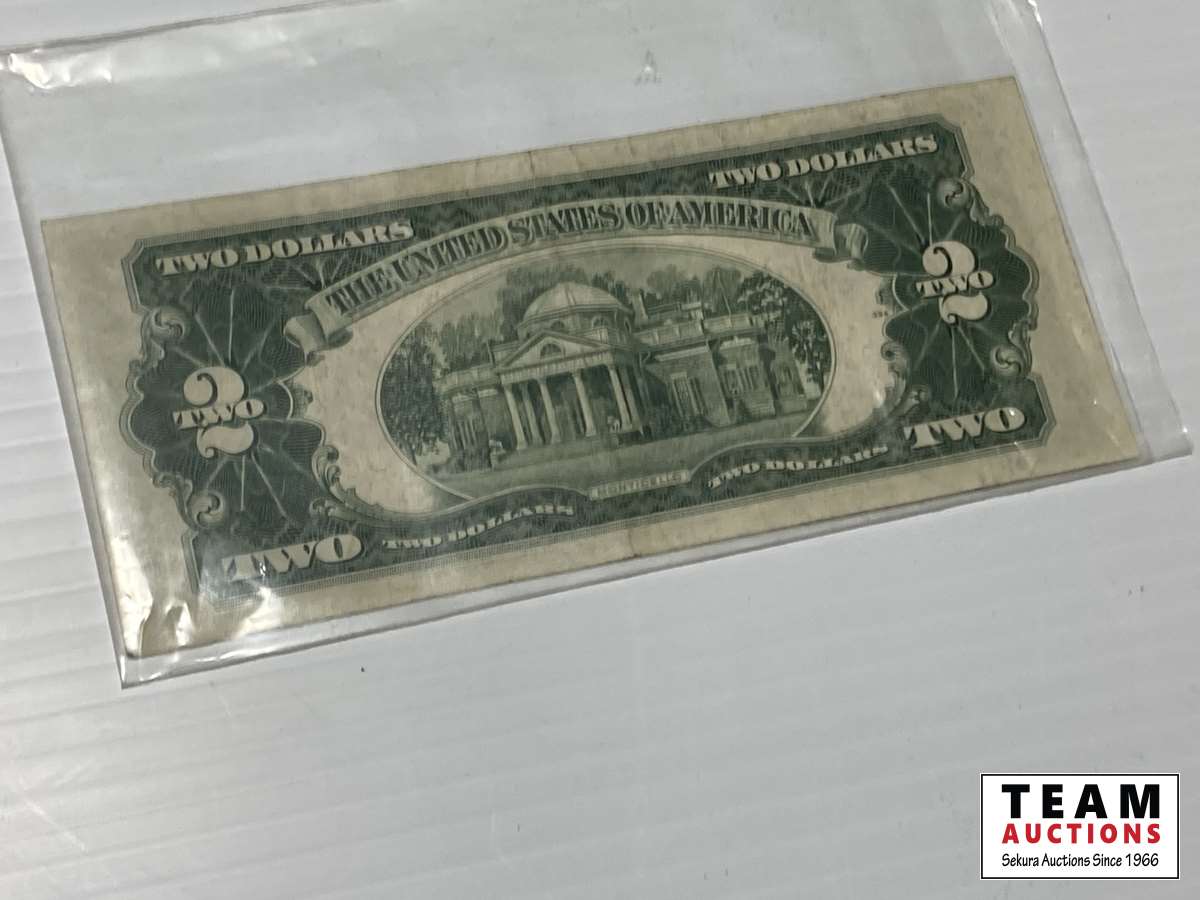 TWO DOLLARS
TWO DOLLARS
THE UNITED STATES OF AMERICA
2
TWO
2
TWO
MONTICELLO
TWO DOLLARS
TWO DOLLARS
TWO
TWO
TEAM
AUCTIONS
Sekura Auctions Since 1966